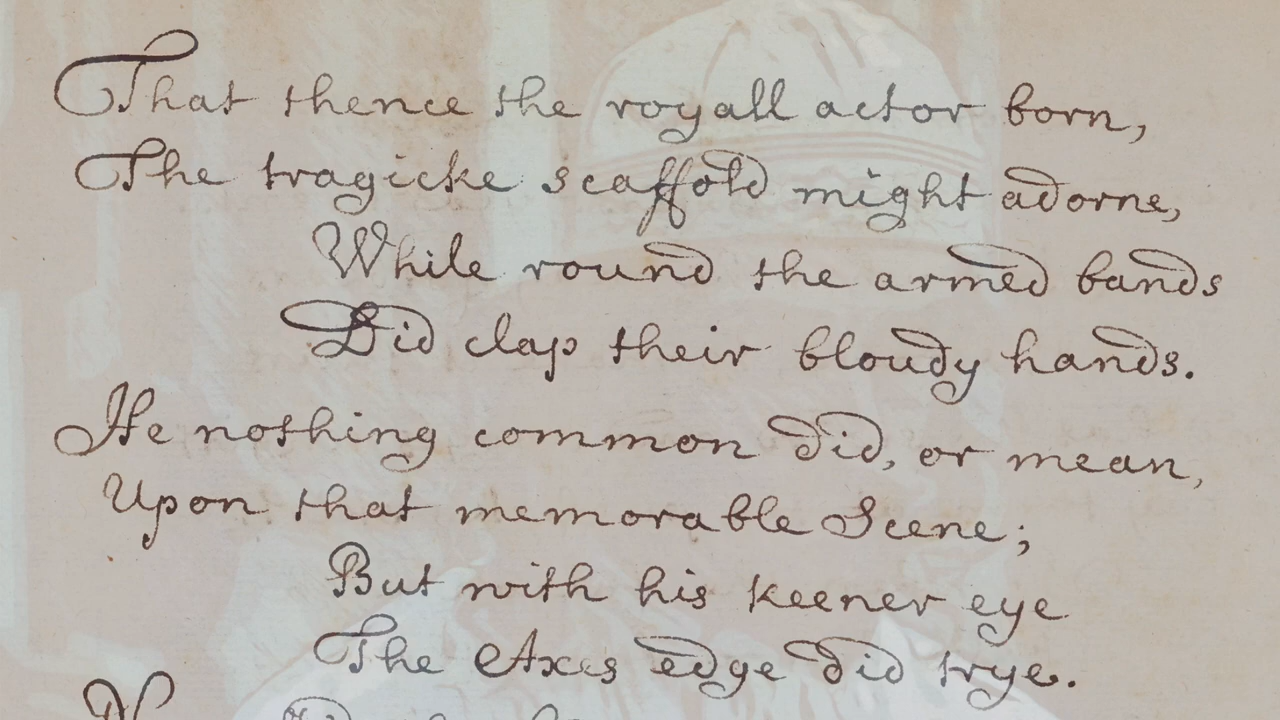 That thence the royall actor born,
The tragicke scaffold might adorne,
While round the armed bands
Did clap their bloudy hands.
He nothing common did, or mean,
Upon that memorable Scene;
But with his keener eye
The Axes edge did trye.